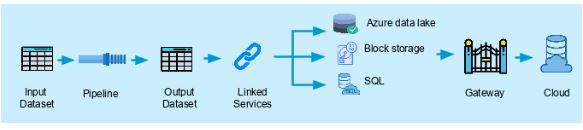 Azure data lake
Block storage
SQL
Input
Dataset
Pipeline
Output
Dataset
Linked
Services
Gateway
Cloud